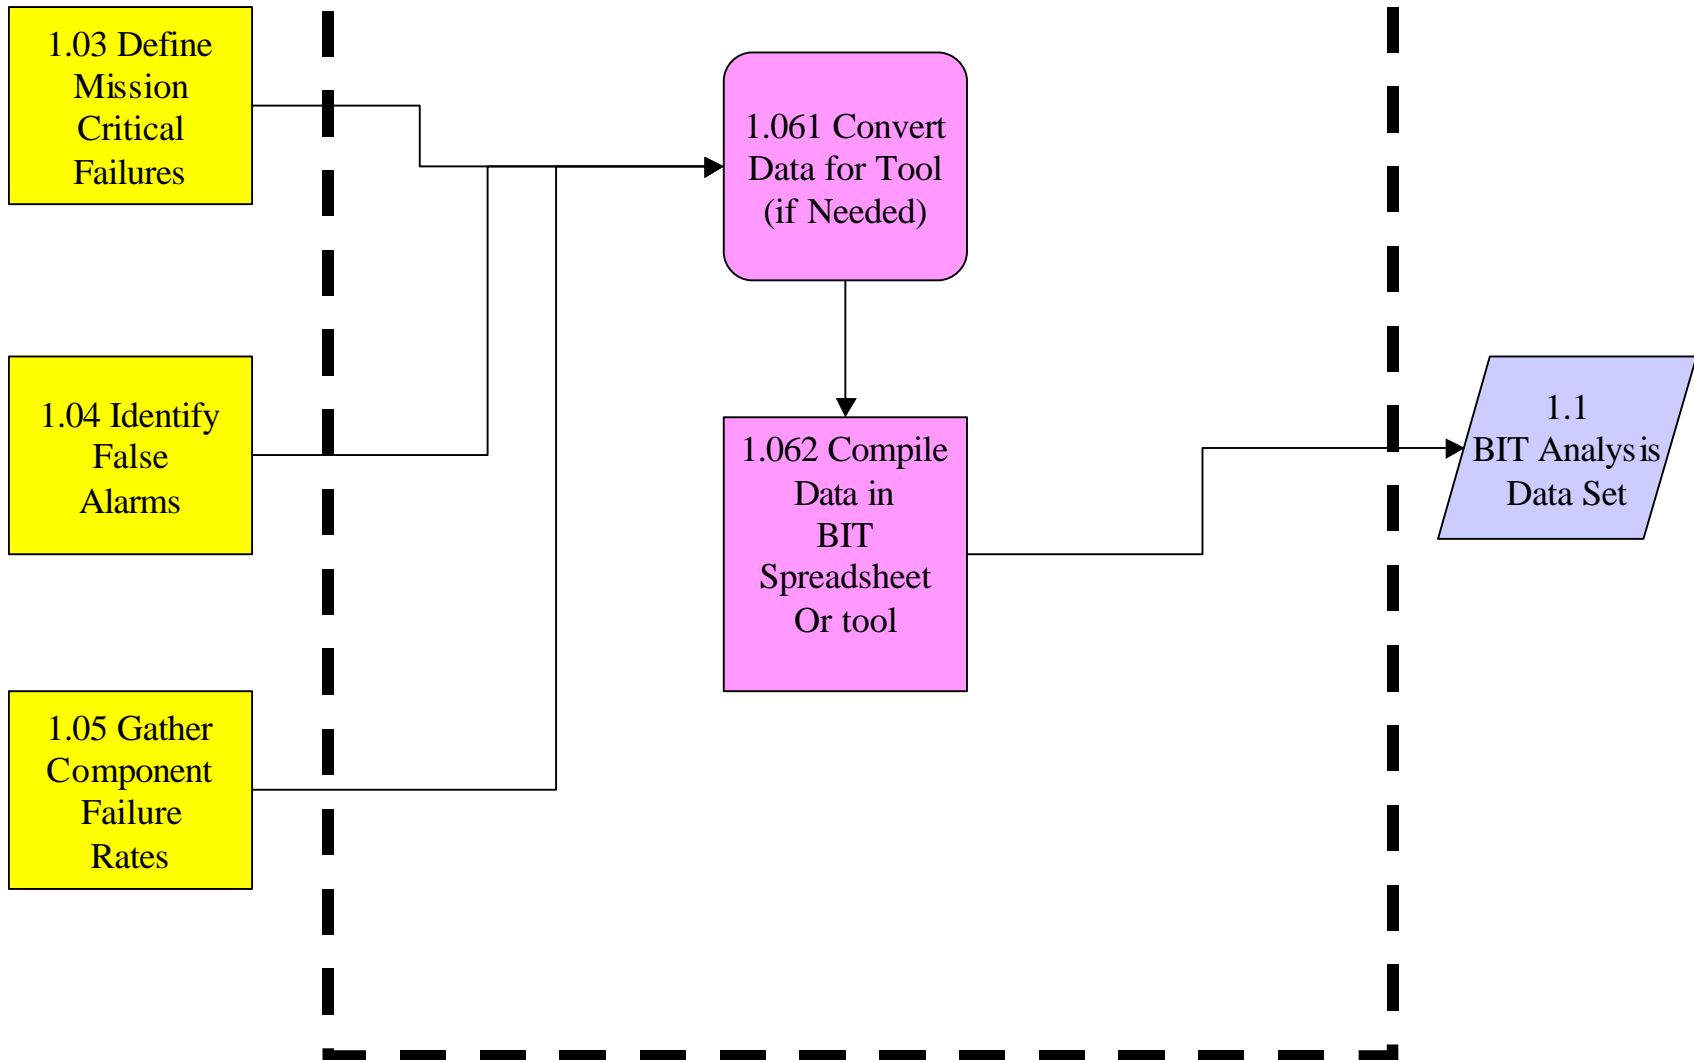 1.03 Define
Mission
Critical
Failures
1.061 Convert
Data for Tool
(if Needed)
1.04 Identify
False
Alarms
1.062 Compile
Data in
BIT
Spreadsheet
Or tool
1.1
BIT Analysis
Data Set
1.05 Gather
Component
Failure
Rates